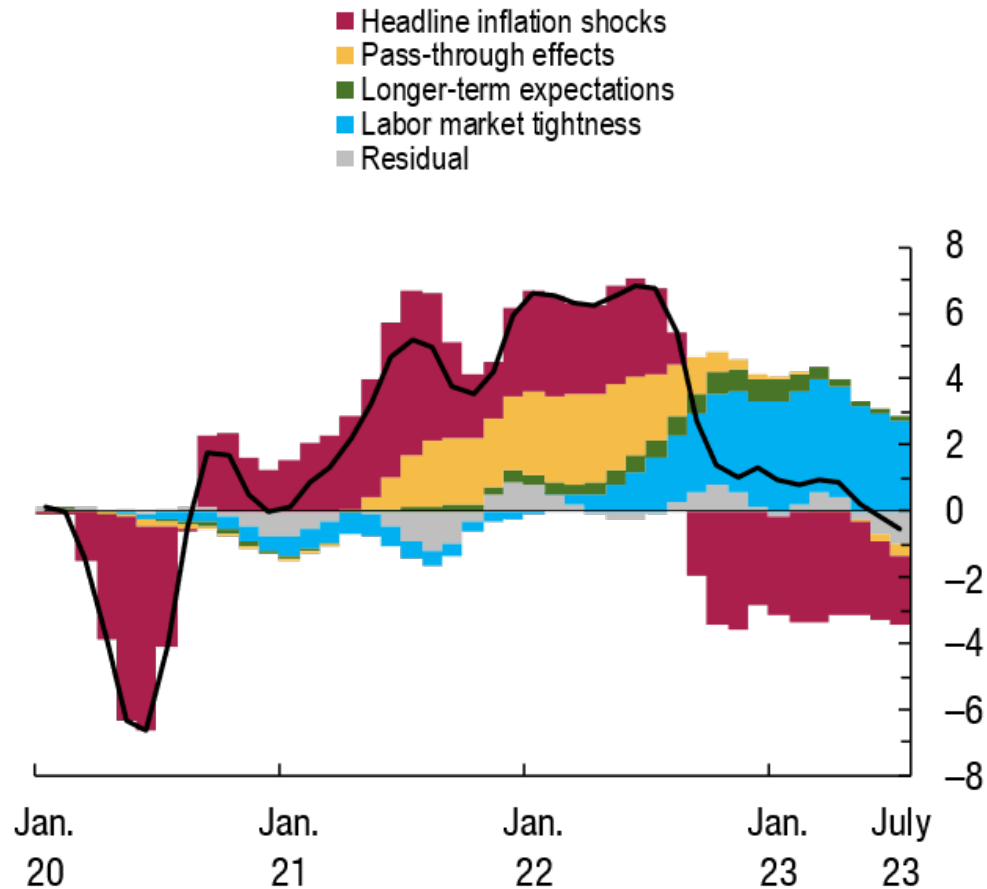 Headline inflation shocks
Pass-through effects
Longer-term expectations
Labor market tightness
Residual
8
6
4
2
0
–2
–4
–6
–8
Jan. Jan. Jan. Jan. July
20 21 22 23 23